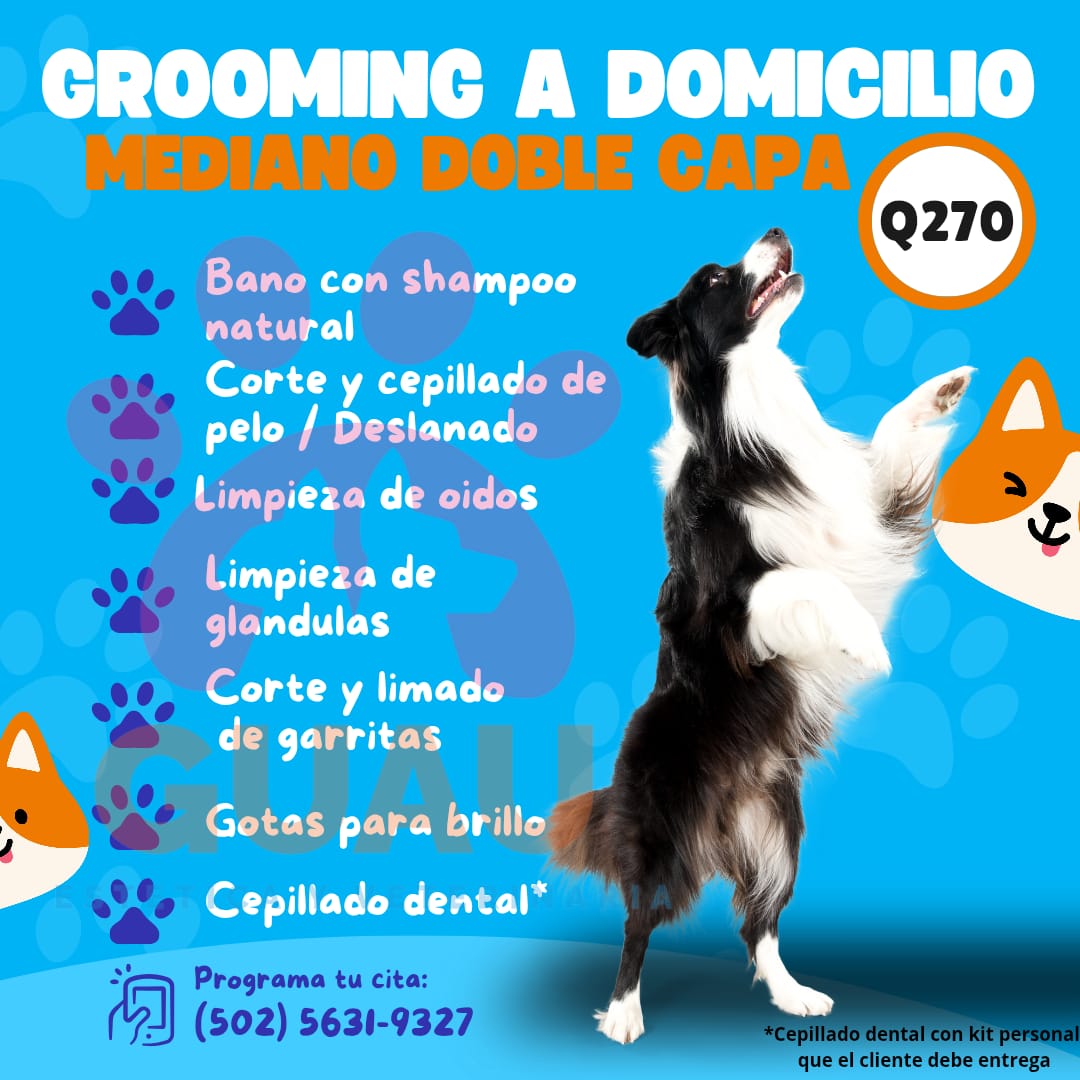 GROOMING A DOMICILIO
MEDIANO DOBLE CAPA
Q270
Bano con shampoo
natural
Corte y cepillado de
pelo / Deslanado
Limpieza de oidos
Limpieza de
glandulas
Corte y limado
de garritas
Gotas para brillo
Cepillado dental*
GUAU
Programa tu cita:
(502) 5631-9327
*Cepillado dental con kit personal
que el cliente debe entrega